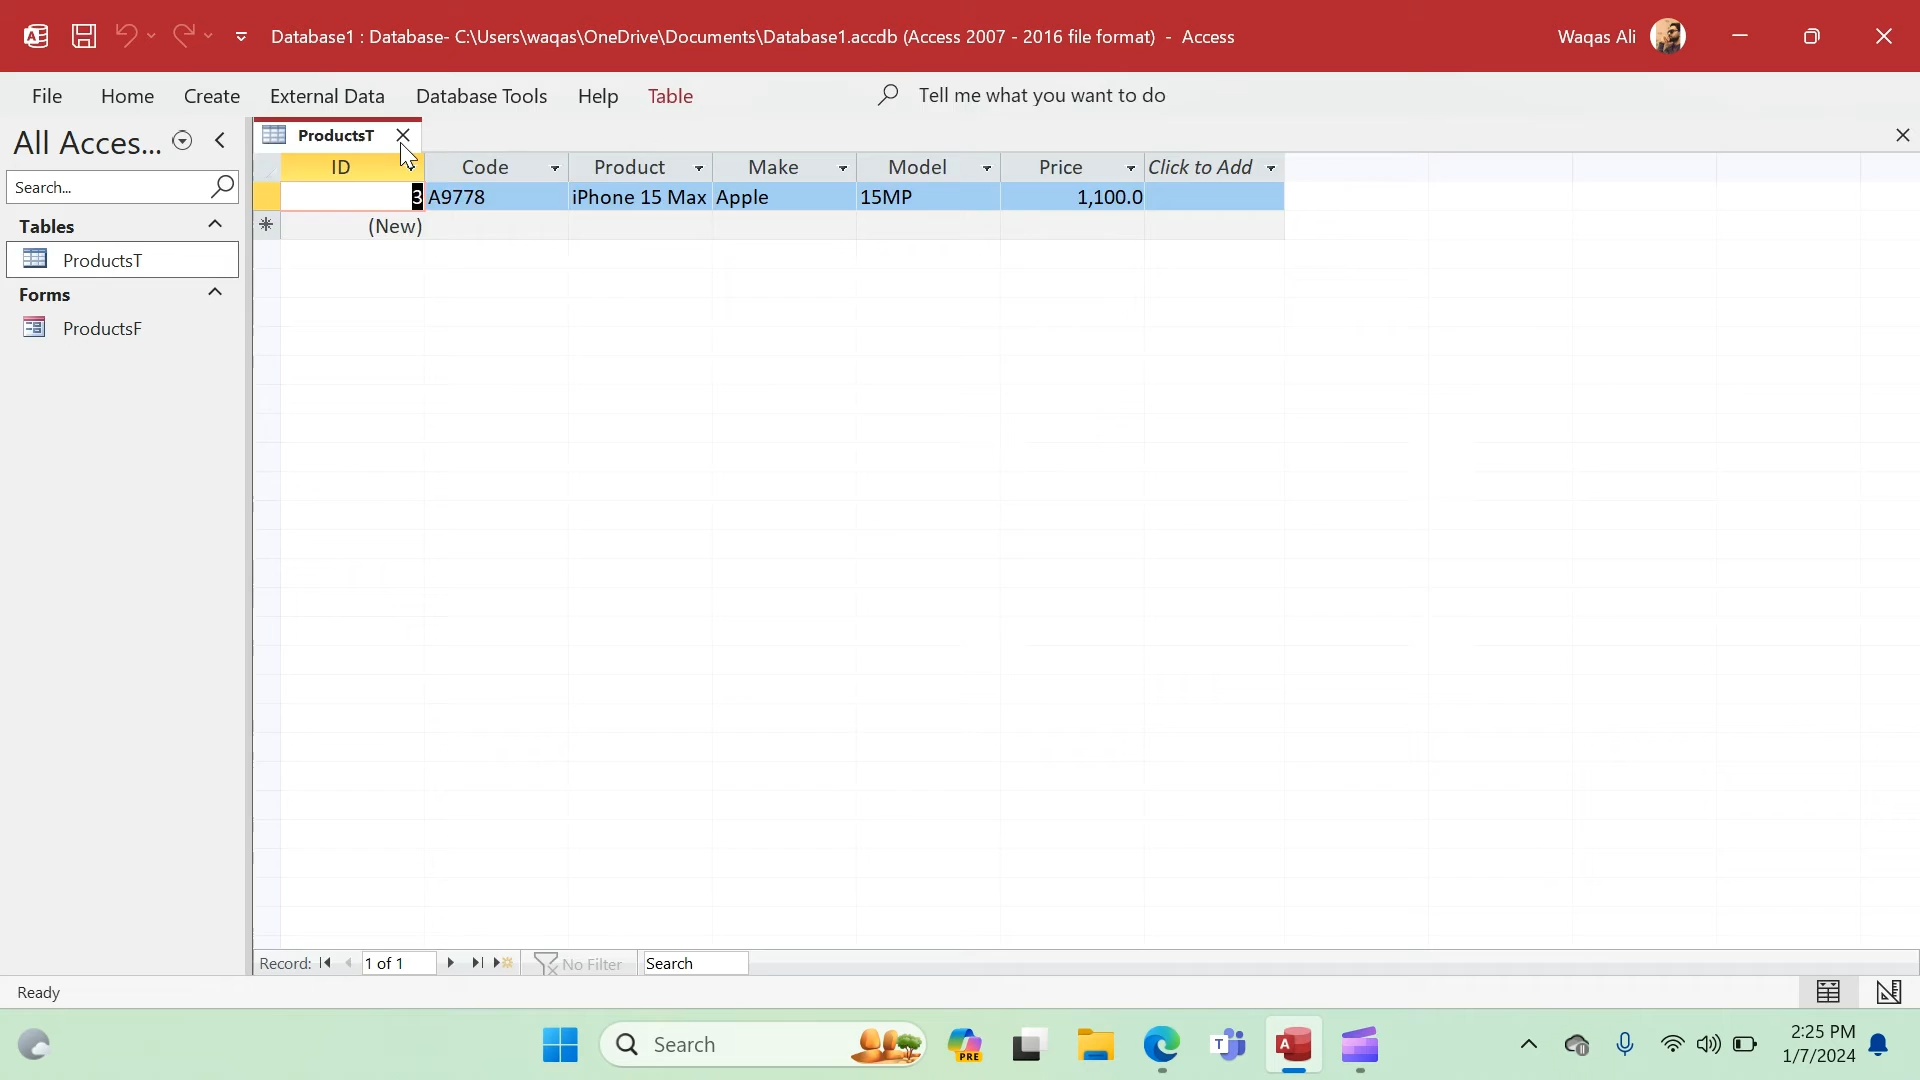 Database1 : Database- C:\Users\waqas\OneDrive\Documents\Database1.accdb (Access 2007 - 2016 file format) - Access
Waqas Ali
File Home Create External Data Database Tools Help Table
Tell me what you want to do
All Acces...
Search...
Tables
ProductsT
Forms
ProductsF
ProductsT
ID Code Product Make Model Price Click to Add
3 A9778 iPhone 15 Max Apple 15MP 1,100.0
(New)
Record: 1 of 1 No Filter Search
Ready
Search
PRE
T
A
2:25 PM
1/7/2024